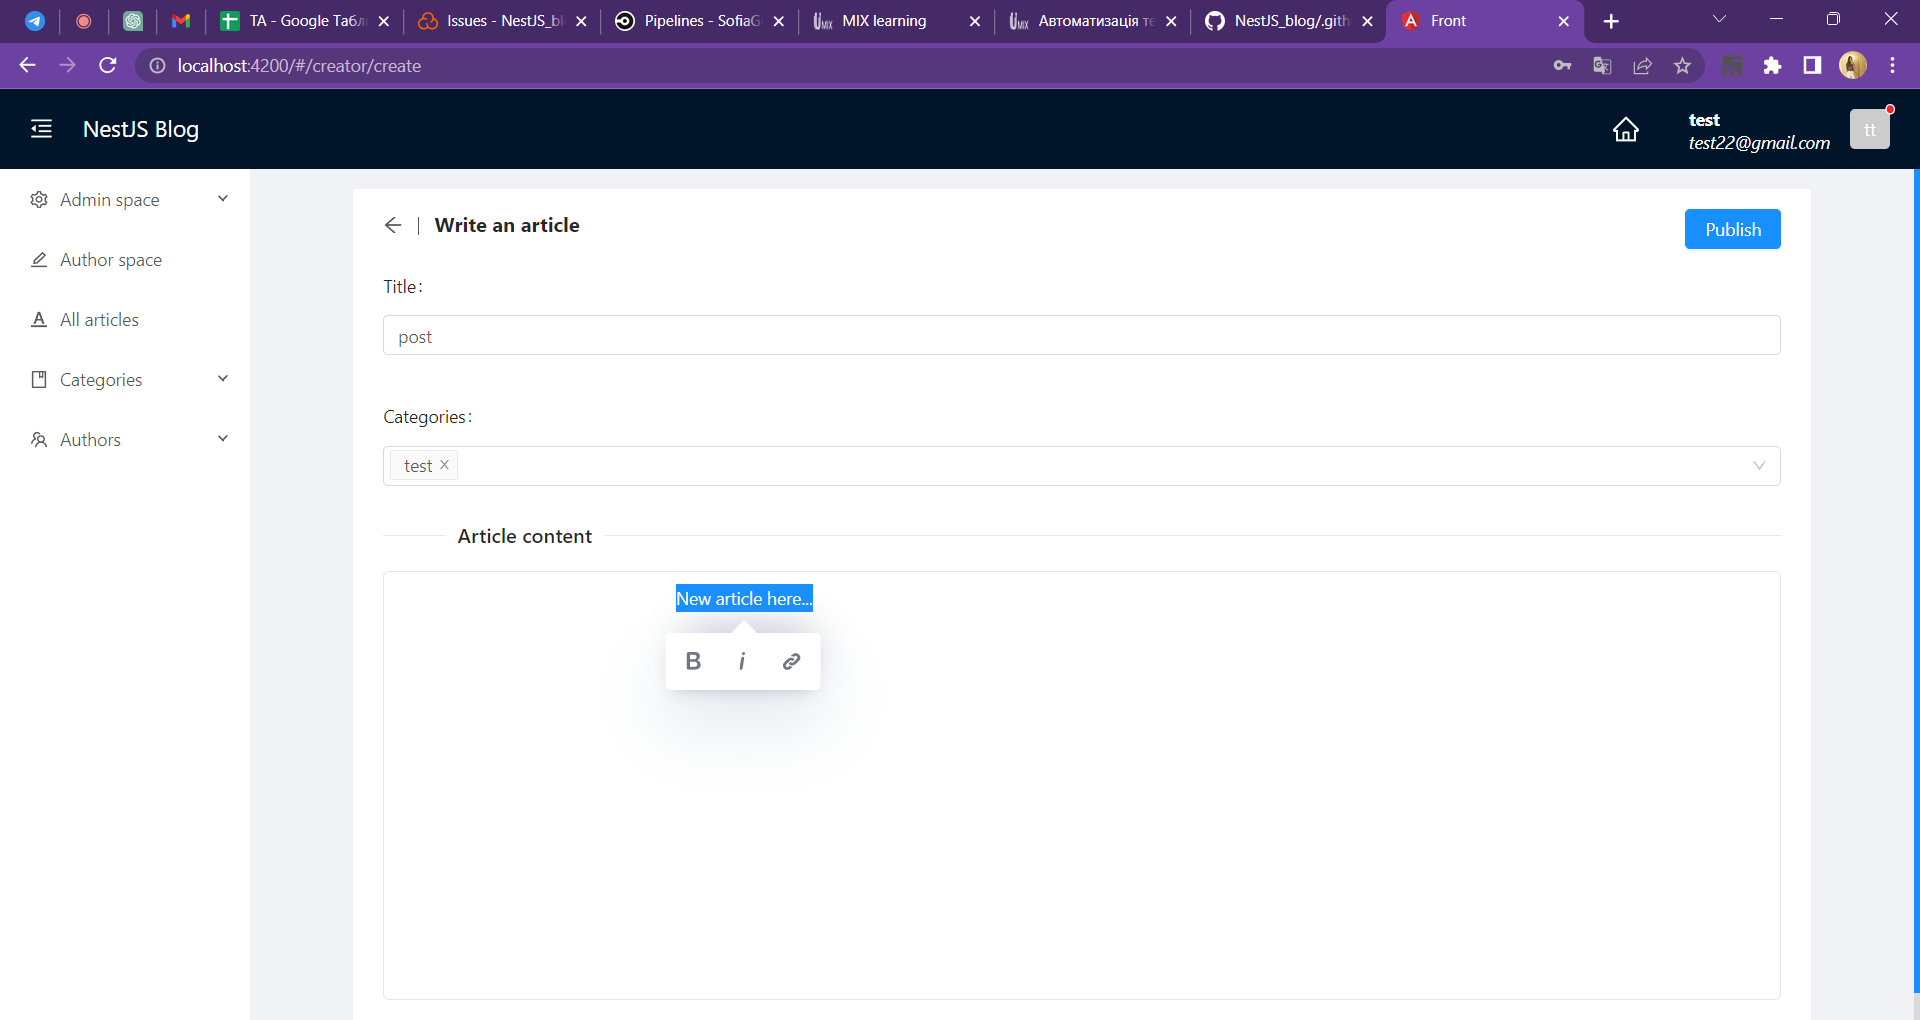 TA - Google Табл
Issues - NestJS_bl
Pipelines - SofiaG
MIX learning
Автоматизація те
NestJS_blog/.gith
Front
localhost:4200/#/creator/create
NestJS Blog
test
test22@gmail.com
tt
Admin space
Author space
All articles
Categories
Authors
Write an article
Publish
Title:
post
Categories:
test
Article content
New article here...
B i